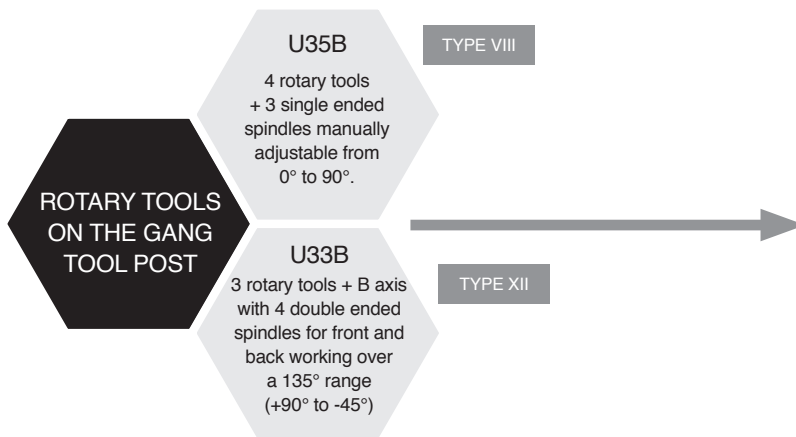 U35B
4 rotary tools
+ 3 single ended
spindles manually
adjustable from
0° to 90°.
TYPE VIII
ROTARY TOOLS
ON THE GANG
TOOL POST
U33B
3 rotary tools + B axis
with 4 double ended
spindles for front and
back working over
a 135° range
(+90° to -45°)
TYPE XII